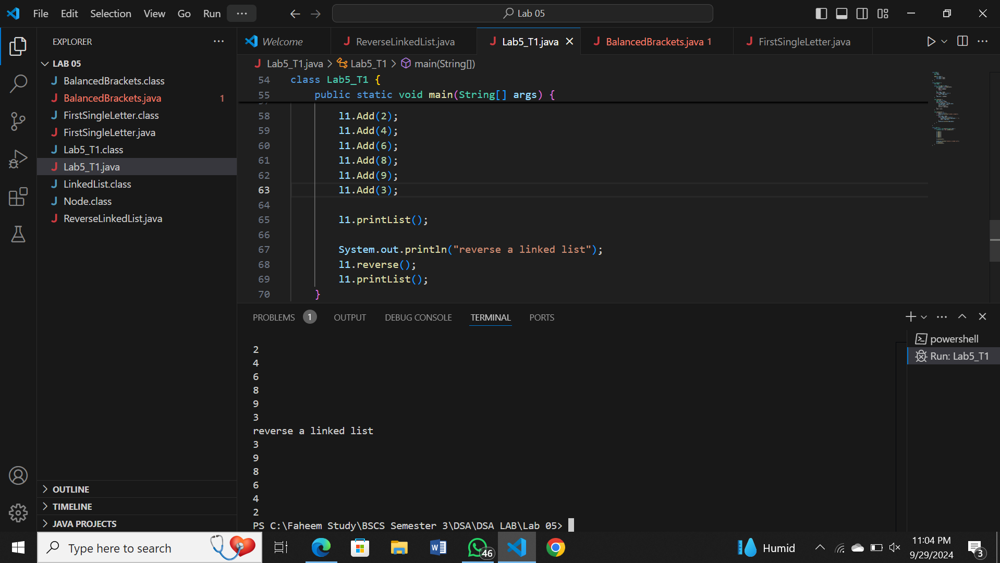 File Edit Selection View Go Run ··· Lab 05
EXPLORER
LAB 05
BalancedBrackets.class
BalancedBrackets.java 1
FirstSingleLetter.class
FirstSingleLetter.java
Lab5_T1.class
Lab5_T1.java
LinkedList.class
Node.class
ReverseLinkedList.java
OUTLINE
TIMELINE
JAVA PROJECTS
Welcome ReverseLinkedList.java Lab5_T1.java BalancedBrackets.java 1 FirstSingleLetter.java
Lab5_T1.java > Lab5_T1 > main(String[])
54 class Lab5_T1 {
55 public static void main(String[] args) {
58 l1.Add(2);
59 l1.Add(4);
60 l1.Add(6);
61 l1.Add(8);
62 l1.Add(9);
63 l1.Add(3);
64
65 l1.printList();
66
67 System.out.println("reverse a linked list");
68 l1.reverse();
69 l1.printList();
70 }
PROBLEMS 1 OUTPUT DEBUG CONSOLE TERMINAL PORTS
2
4
6
8
9
3
reverse a linked list
3
9
8
6
4
2
PS C:\Faheem Study\BSCS Semester 3\DSA\DSA LAB\Lab 05>
powershell
Run: Lab5_T1
Type here to search
46
Humid
11:04 PM
9/29/2024
3